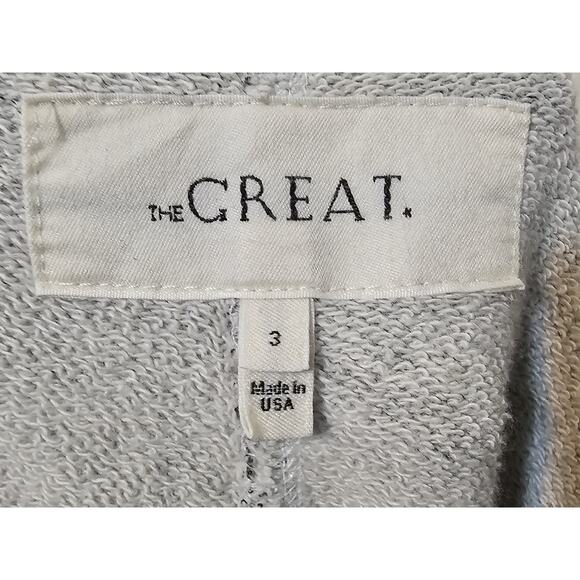 THE GREAT.
3
Made in
USA